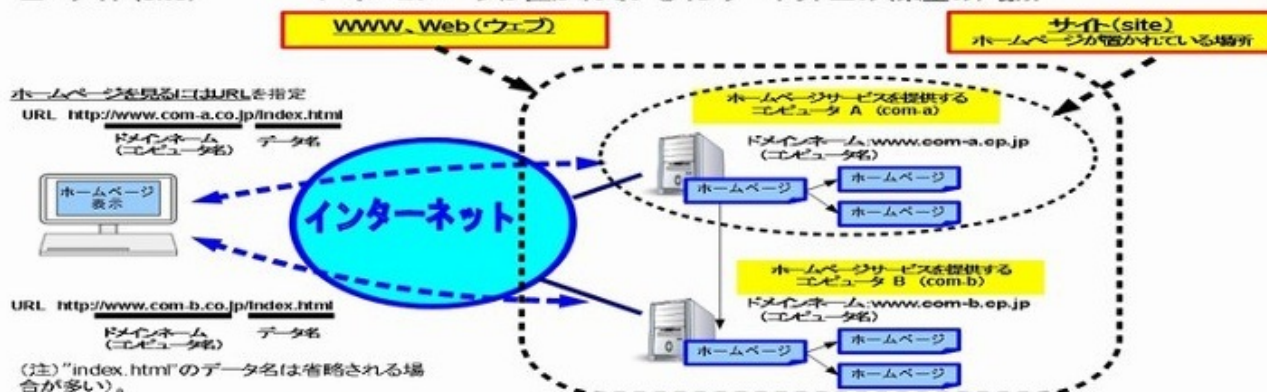 WWW、Web(ウェブ)
サイト(site)
ホームページが置かれている場所
ホームページを見るにはURLを指定
URL http://www.com-a.co.jp/index.html
ドメインネーム
(コンピュータ名)
データ名
ホームページ
表示
インターネット
ホームページサービスを提供する
コンピュータ A (com-a)
ドメインネーム:www.com-a.cp.jp
(コンピュータ名)
ホームページ
ホームページ
ホームページ
ホームページサービスを提供する
コンピュータ B (com-b)
ドメインネーム:www.com-b.cp.jp
(コンピュータ名)
ホームページ
ホームページ
ホームページ
URL http://www.com-b.co.jp/index.html
ドメインネーム
(コンピュータ名)
データ名
(注)"index.html"のデータ名は省略される場
合が多い)。